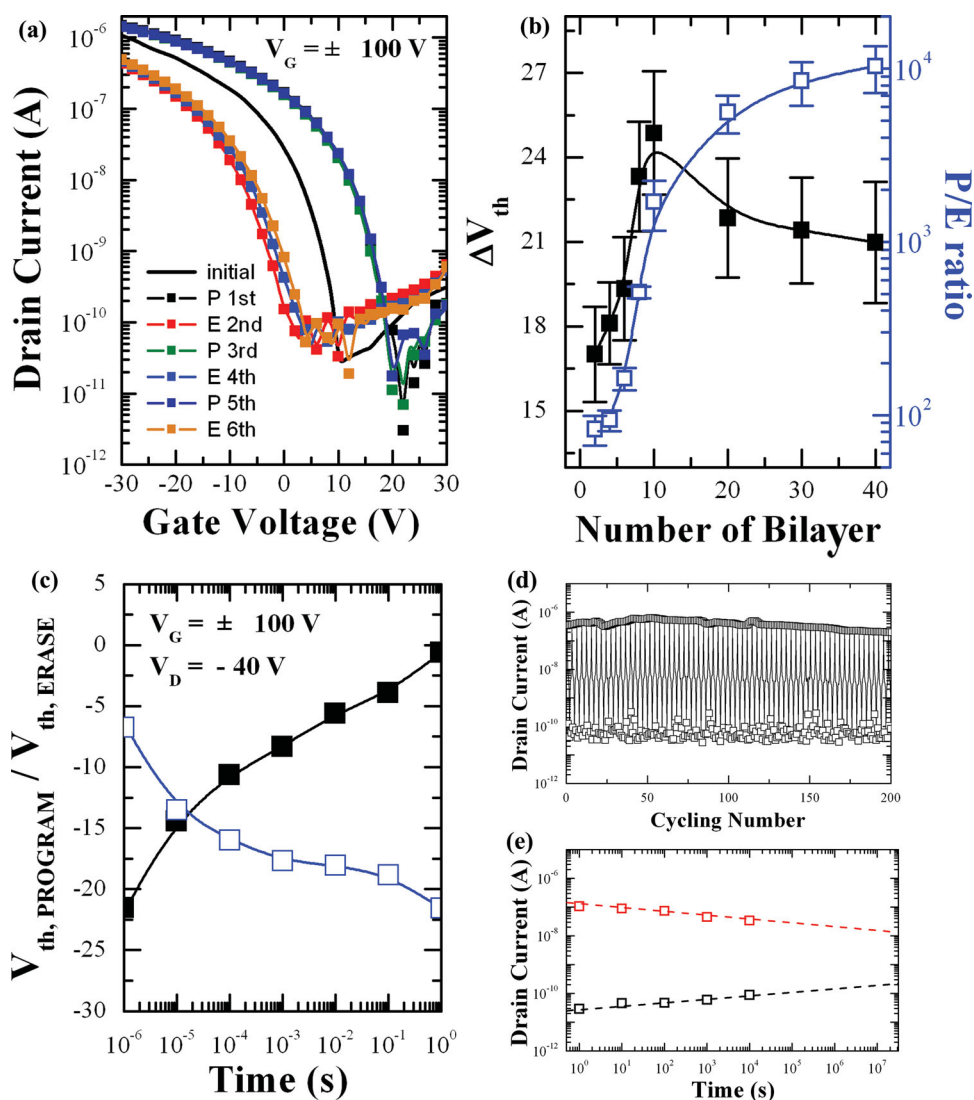 (a)
V_G = ± 100 V
Drain Current (A)
10^-6
10^-7
10^-8
10^-9
10^-10
10^-11
10^-12
initial
P 1st
E 2nd
P 3rd
E 4th
P 5th
E 6th
-30 -20 -10 0 10 20 30
Gate Voltage (V)
(b)
ΔV_th
27
24
21
18
15
10^4
10^3
10^2
P/E ratio
0 10 20 30 40
Number of Bilayer
(c)
V_G = ± 100 V
V_D = - 40 V
V_th, PROGRAM / V_th, ERASE
5
0
-5
-10
-15
-20
-25
-30
10^-6 10^-5 10^-4 10^-3 10^-2 10^-1 10^0
Time (s)
(d)
Drain Current (A)
10^-4
10^-6
10^-8
10^-10
10^-12
0 50 100 150 200
Cycling Number
(e)
Drain Current (A)
10^-4
10^-6
10^-8
10^-10
10^-12
10^0 10^1 10^2 10^3 10^4 10^5 10^6 10^7
Time (s)